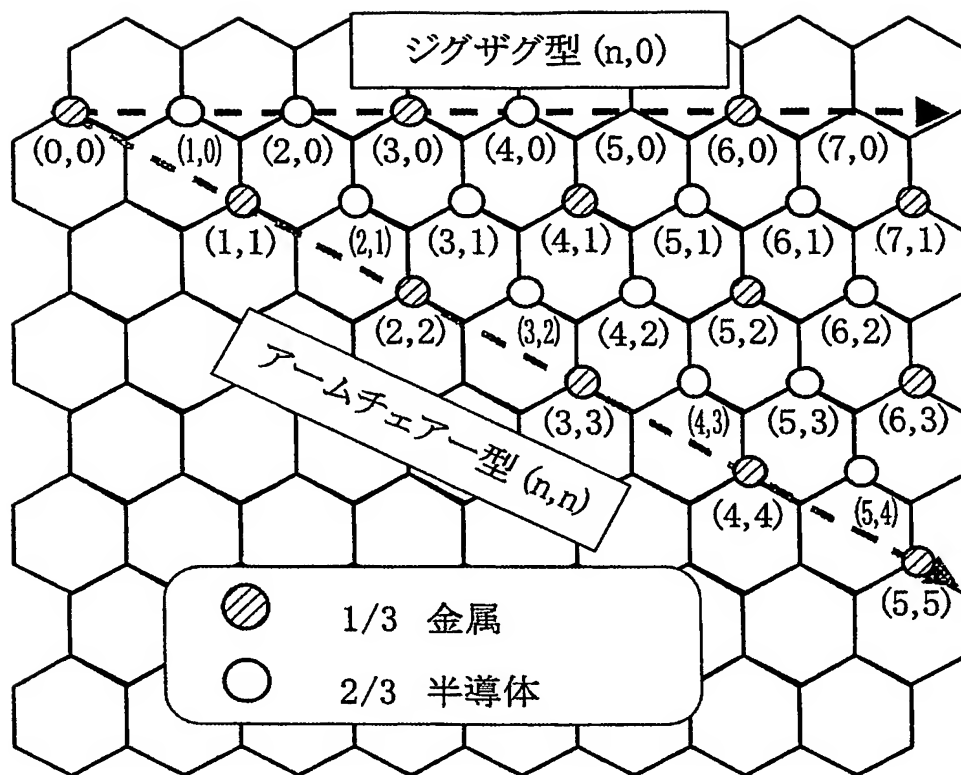 ジグザグ型 (n,0)
(0,0) (1,0) (2,0) (3,0) (4,0) (5,0) (6,0) (7,0)
(1,1) (2,1) (3,1) (4,1) (5,1) (6,1) (7,1)
(2,2) (3,2) (4,2) (5,2) (6,2)
アームチェアー型 (n,n)
(3,3) (4,3) (5,3) (6,3)
(4,4) (5,4)
(5,5)
1/3 金属
2/3 半導体